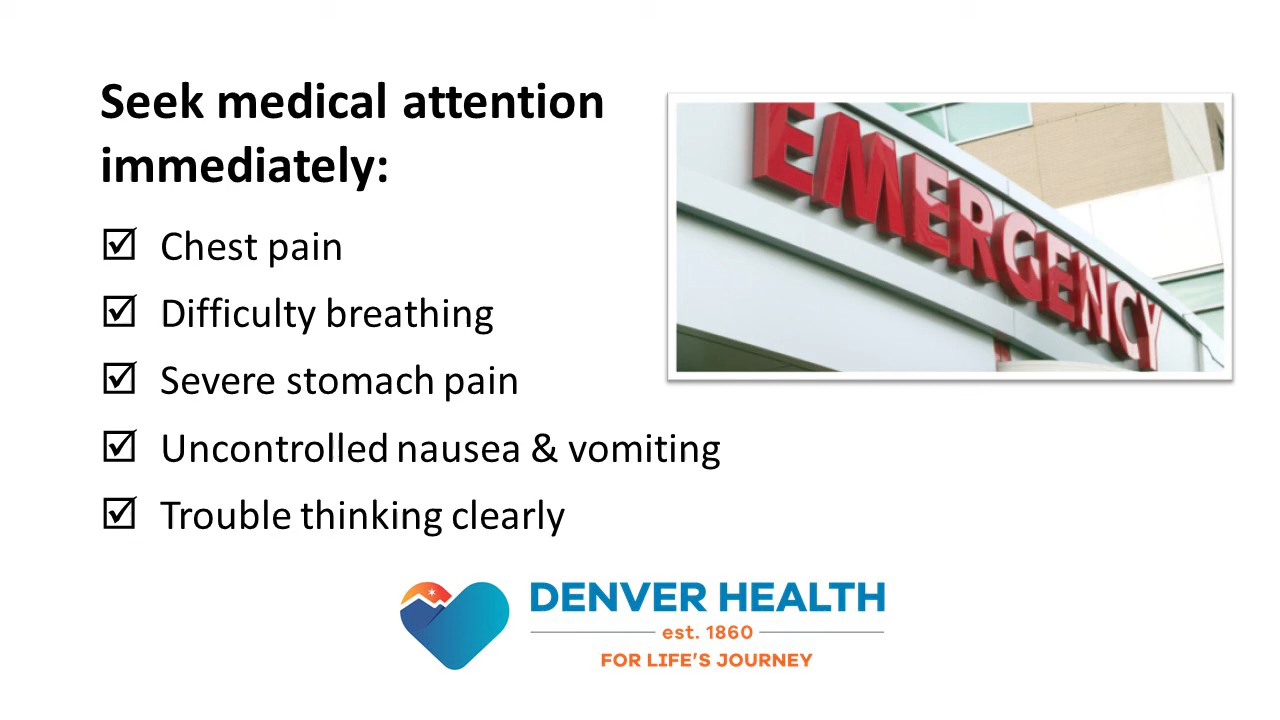 Seek medical attention
immediately:
☑ Chest pain
☑ Difficulty breathing
☑ Severe stomach pain
☑ Uncontrolled nausea & vomiting
☑ Trouble thinking clearly
EMERGENCY
DENVER HEALTH
est. 1860
FOR LIFE'S JOURNEY